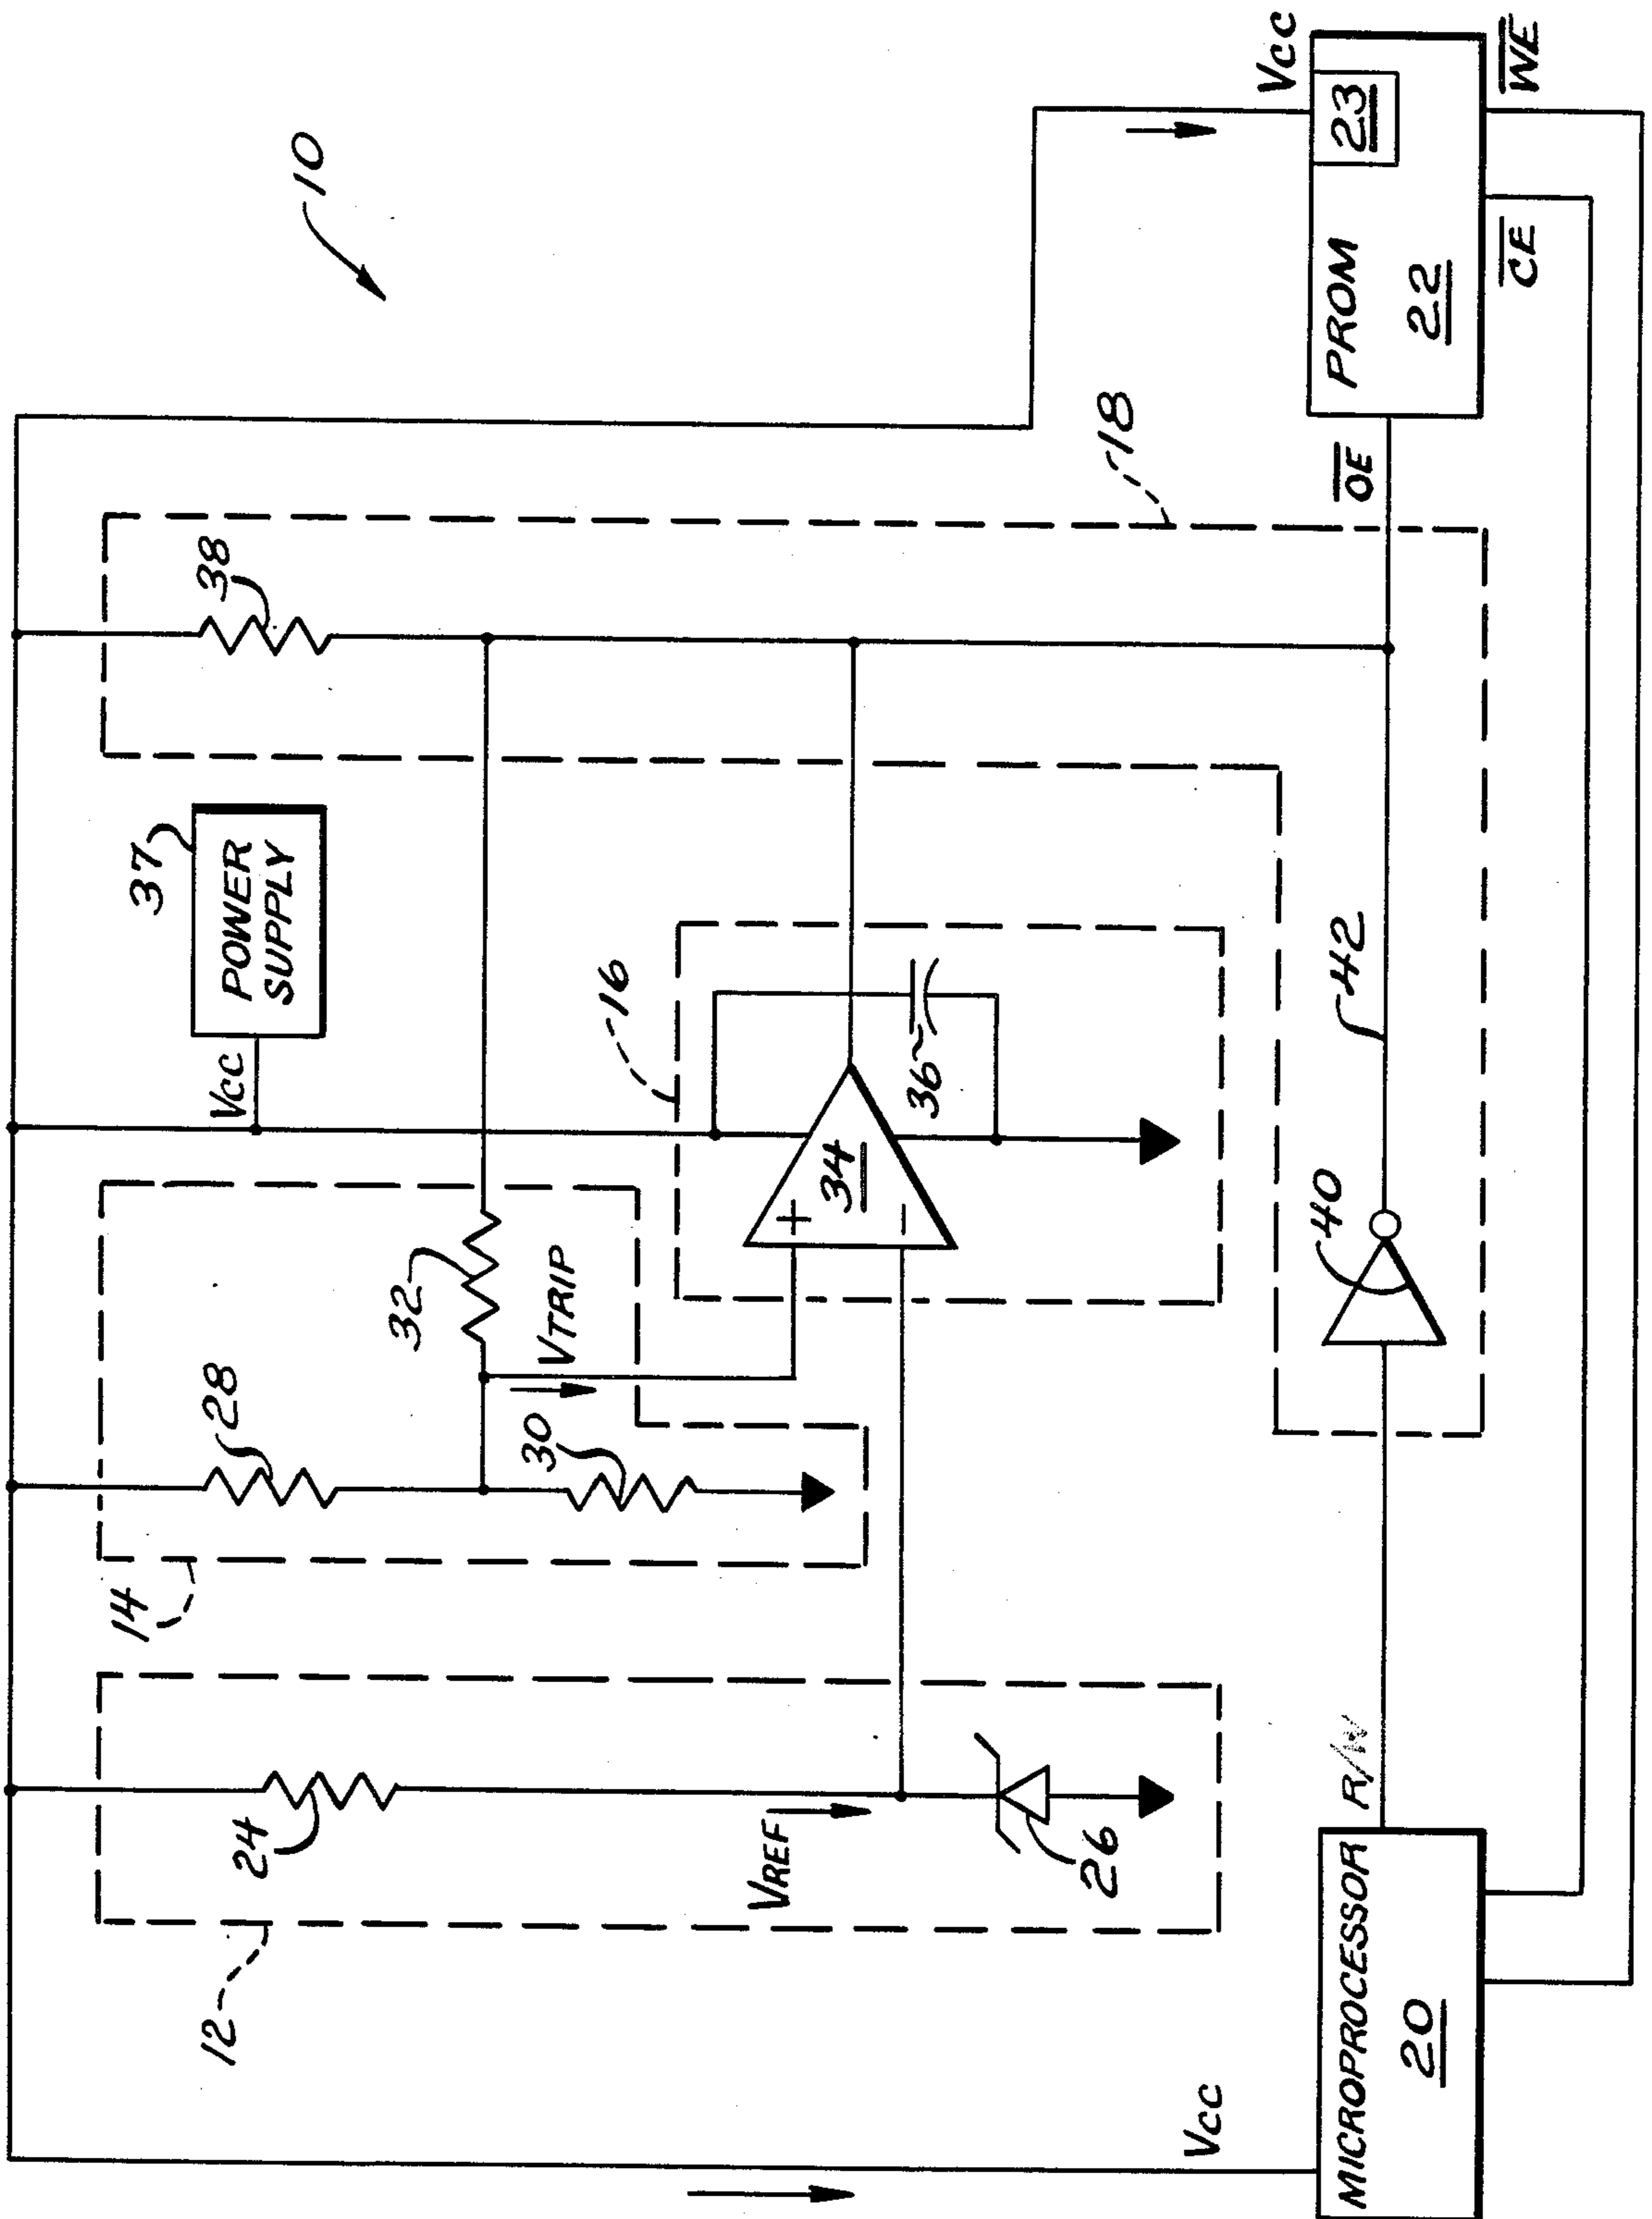 10
37
POWER
SUPPLY
Vcc
38
18
14
28
32
VTRIP
30
16
+
34
−
36
12
24
VREF
26
40
42
Vcc
MICROPROCESSOR
20
R/W
OE
Vcc
PROM
23
22
CE
WE